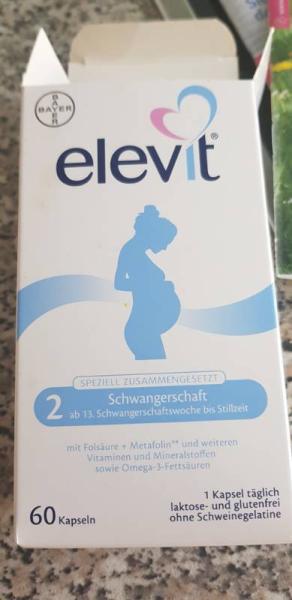 BAYER
BAYER
elevit®
SPEZIELL ZUSAMMENGESETZT
2 Schwangerschaft
ab 13. Schwangerschaftswoche bis Stillzeit
mit Folsäure + Metafolin** und weiteren
Vitaminen und Mineralstoffen
sowie Omega-3-Fettsäuren
1 Kapsel täglich
laktose- und glutenfrei
60 Kapseln ohne Schweinegelatine